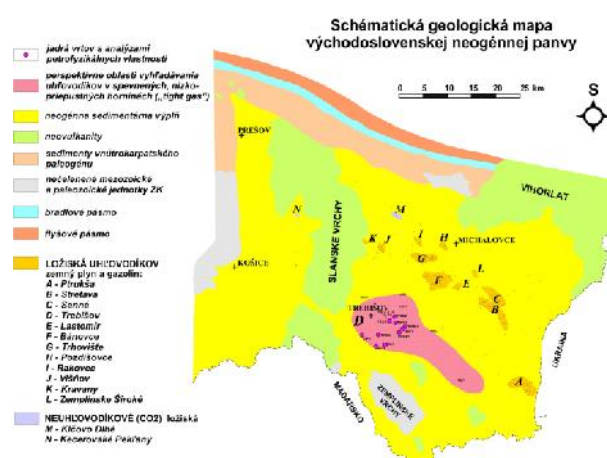 Schématická geologická mapa
východoslovenskej neogénnej panvy
jadrá vrtov s analýzami
petrofyzikálnych vlastností
perspektívne oblasti vyhľadávania
uhľovodíkov v spevnených, nízko-
priepustných horninách („tight gas“)
neogénna sedimentárna výplň
neovulkanity
sedimenty vnútrokarpatského
paleogénu
nečlenené mezozoické
a paleozoické jednotky ZK
bradlové pásmo
flyšové pásmo
LOŽISKÁ UHĽOVODÍKOV
zemný plyn a gazolín:
A - Ptrukša
B - Stretava
C - Senné
D - Trebišov
E - Lastomír
F - Bánovce
G - Trhovište
H - Pozdišovce
I - Rakovec
J - Višňov
K - Kravany
L - Zemplínske Široké
NEUHĽOVODÍKOVÉ (CO2) ložiská
M - Kľčovo Dlhé
N - Kecerovské Pekľany
0 5 10 15 20 25 km
S
PREŠOV
KOŠICE
SLANSKÉ VRCHY
VIHORLAT
MICHALOVCE
TREBIŠOV
ZEMPLÍNSKE
VRCHY
MAĎARSKO
UKRAJINA
N
M
K
J
I
H
G
F
E
L
C
B
D
A